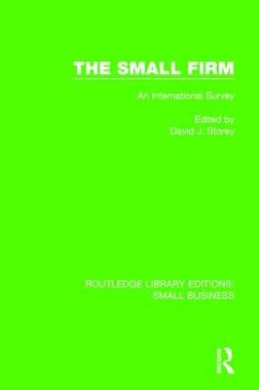 THE SMALL FIRM
An International Survey
Edited by
David J. Storey
ROUTLEDGE LIBRARY EDITIONS:
SMALL BUSINESS